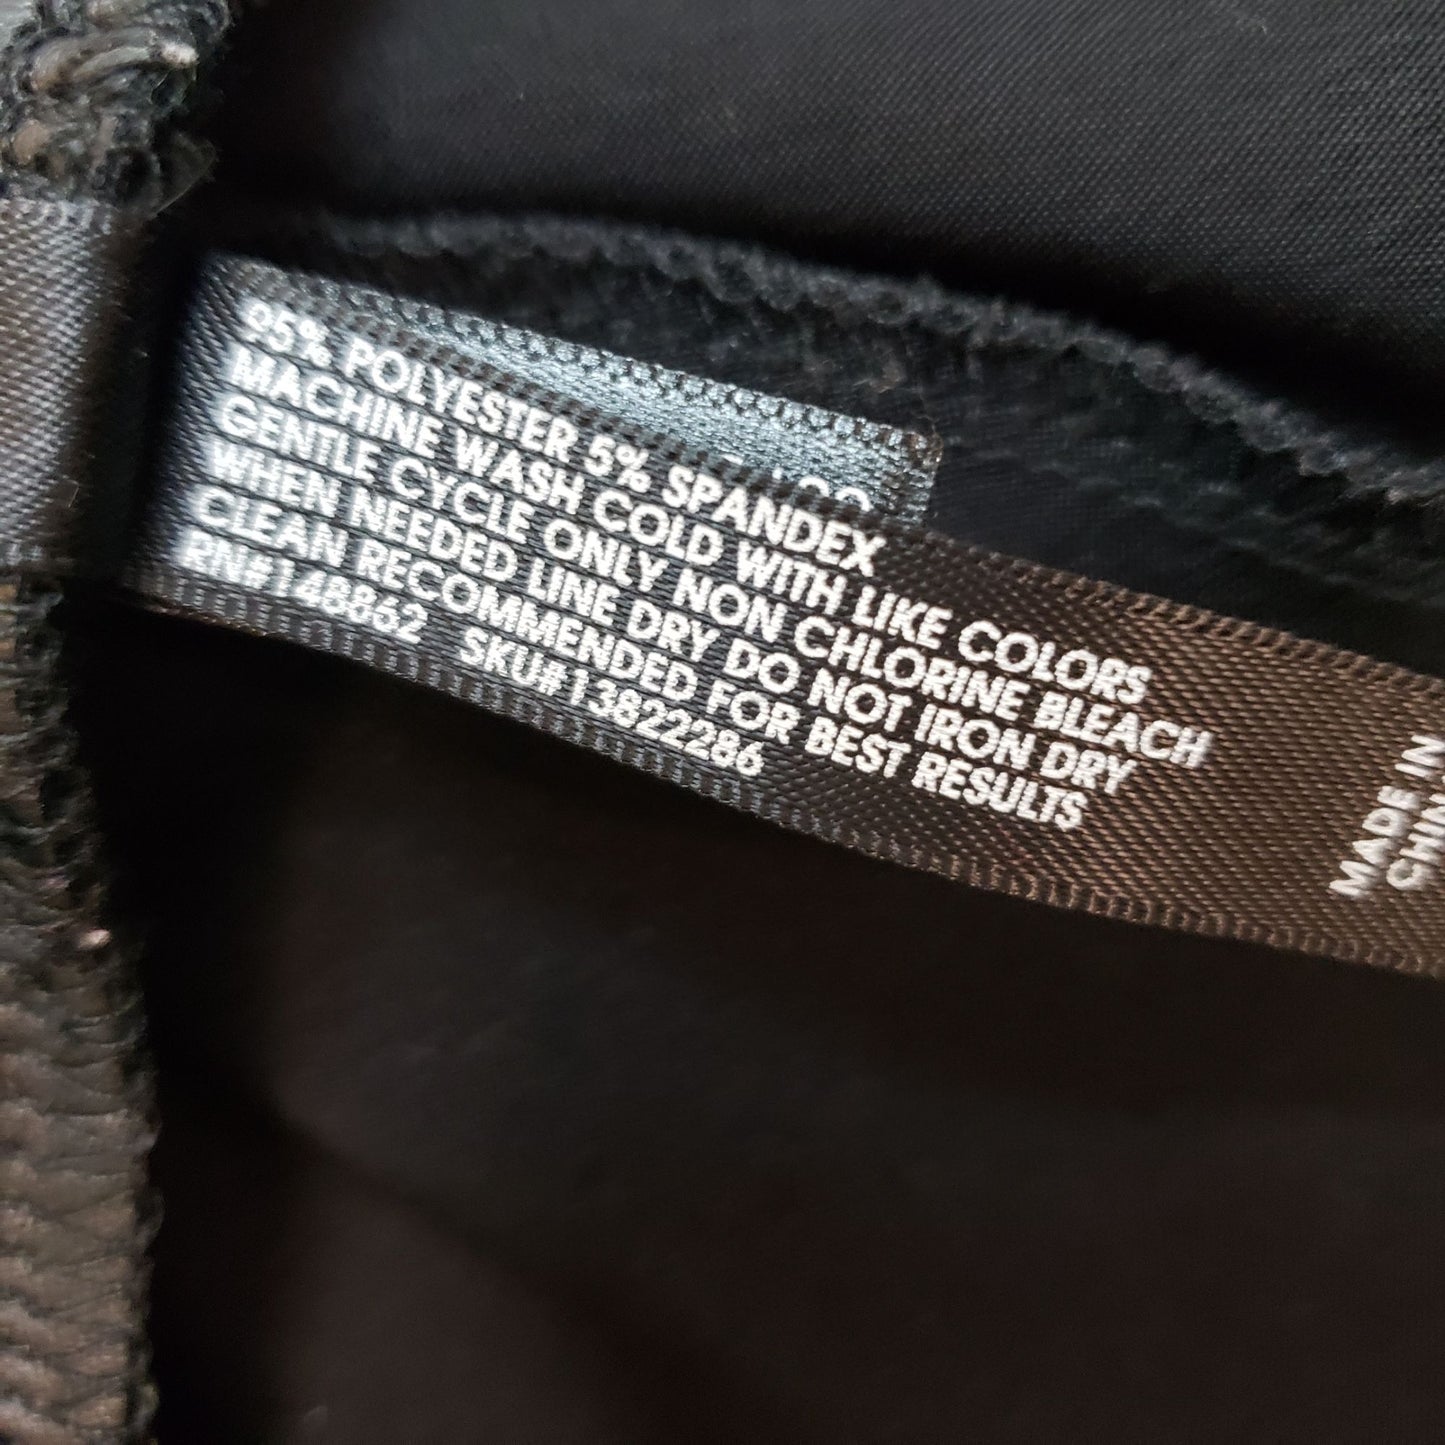 95% POLYESTER 5% SPANDEX
MACHINE WASH COLD WITH LIKE COLORS
GENTLE CYCLE ONLY NON CHLORINE BLEACH
WHEN NEEDED LINE DRY DO NOT IRON DRY
CLEAN RECOMMENDED FOR BEST RESULTS
RN#148862 SKU#13822286
MADE IN
CHIN